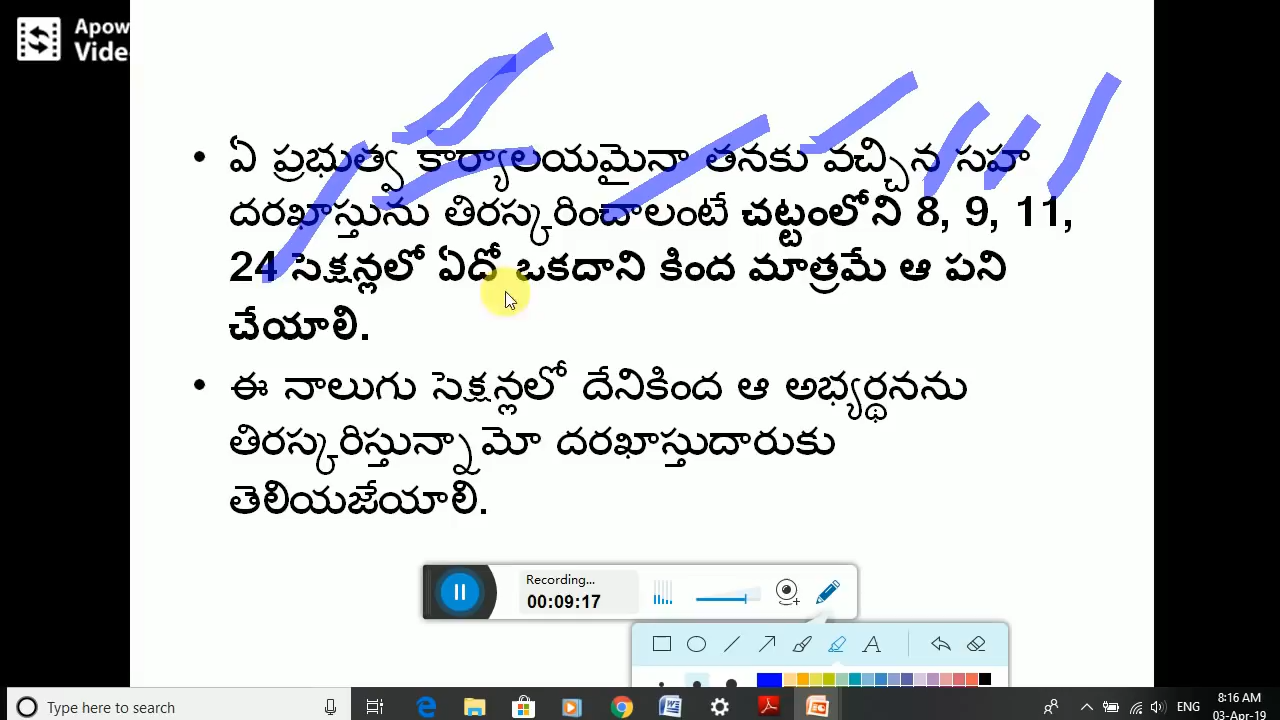 Apow
Vide
• ఏ ప్రభుత్వ కార్యాలయమైనా తనకు వచ్చిన సహ
దరఖాస్తును తిరస్కరించాలంటే చట్టంలోని 8, 9, 11,
24 సెక్షన్లలో ఏదో ఒకదాని కింద మాత్రమే ఆ పని
చేయాలి.
• ఈ నాలుగు సెక్షన్లలో దేనికింద ఆ అభ్యర్థనను
తిరస్కరిస్తున్నామో దరఖాస్తుదారుకు
తెలియజేయాలి.
Recording...
00:09:17
A
Type here to search
ENG
8:16 AM
03-Apr-19